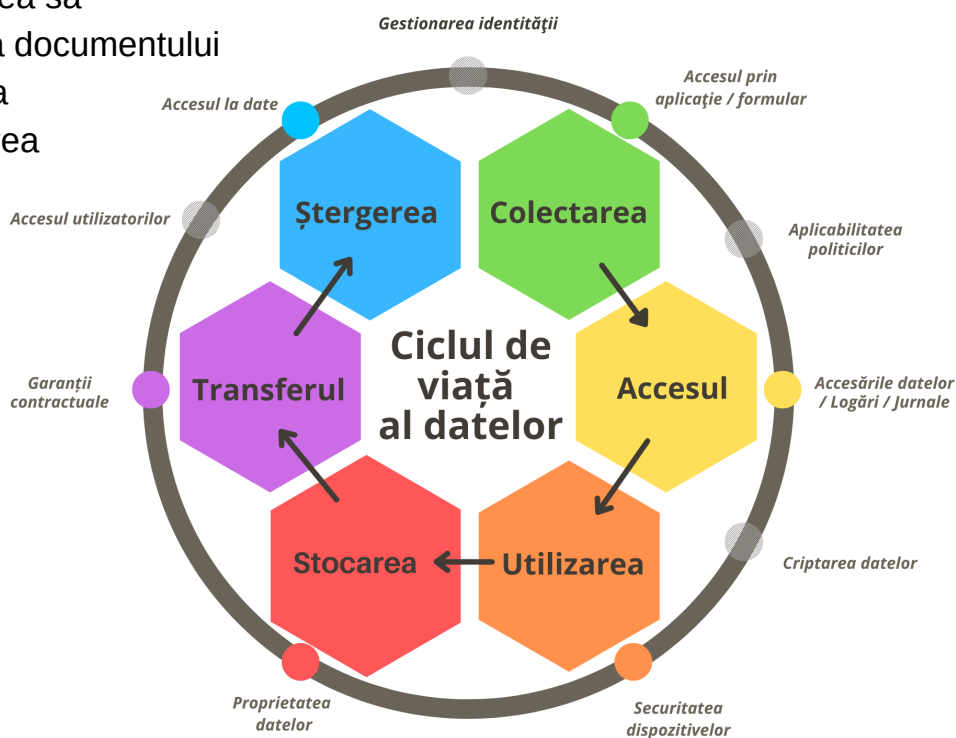 ea să
documentului
a
ea
Gestionarea identității
Accesul la date
Accesul prin
aplicație / formular
Accesul utilizatorilor
Aplicabilitatea
politicilor
Ștergerea
Colectarea
Ciclul de
viață
al datelor
Transferul
Accesul
Garanții
contractuale
Accesările datelor
/ Logări / Jurnale
Stocarea
Utilizarea
Criptarea datelor
Proprietatea
datelor
Securitatea
dispozitivelor